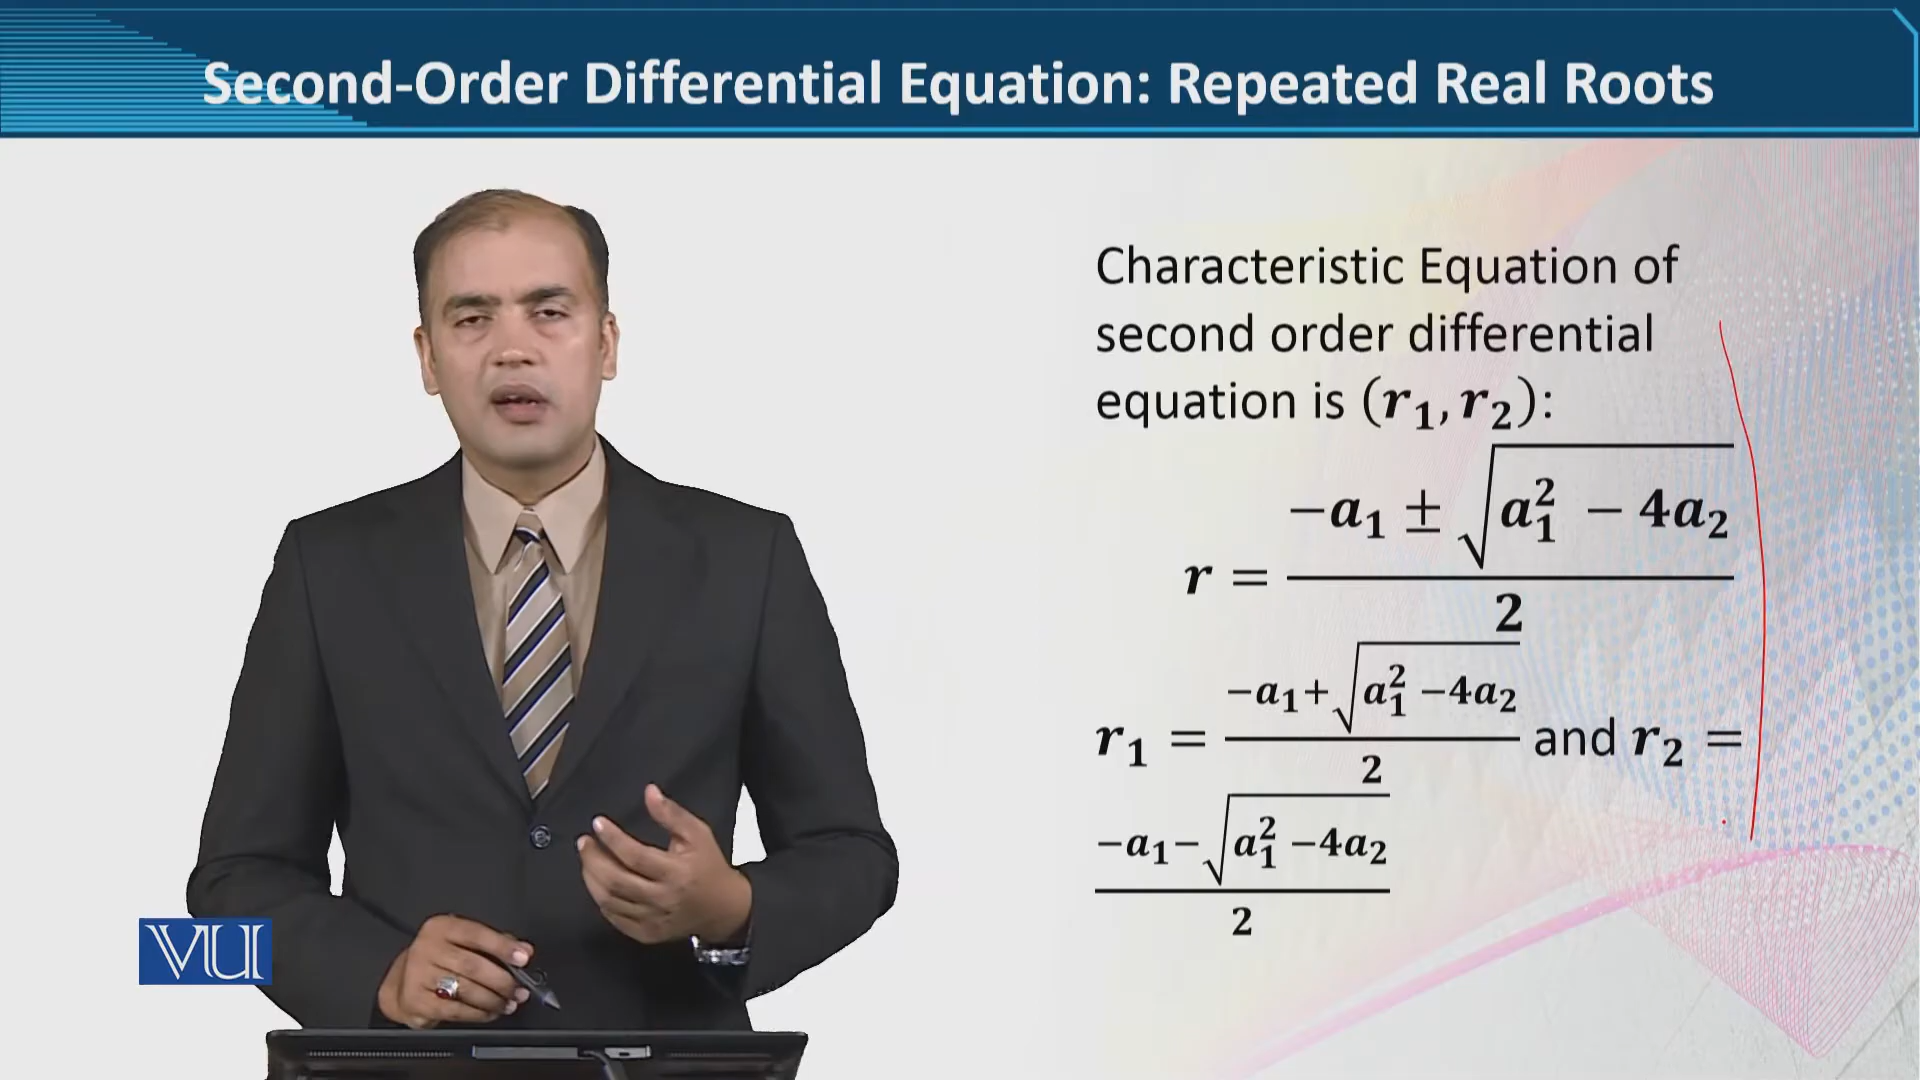 Second-Order Differential Equation: Repeated Real Roots
Characteristic Equation of
second order differential
equation is (r₁, r₂):
r = (−a₁ ± √(a₁² − 4a₂)) / 2
r₁ = (−a₁+√(a₁² −4a₂)) / 2 and r₂ =
(−a₁−√(a₁² −4a₂)) / 2
VU